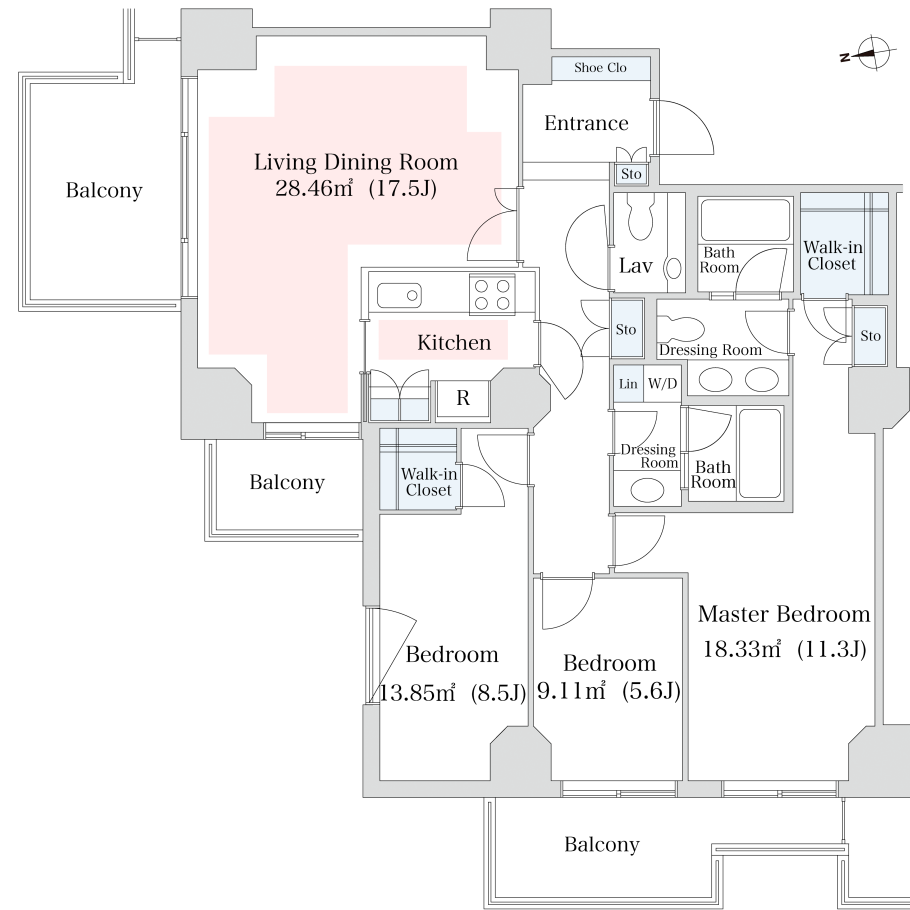 Shoe Clo
N
Entrance
Living Dining Room
28.46㎡ (17.5J)
Sto
Balcony
Walk-in
Closet
Bath
Room
Lav
Sto
Dressing Room
Sto
Kitchen
R
Lin
W/D
Dressing
Room
Bath
Room
Balcony
Walk-in
Closet
Master Bedroom
18.33㎡ (11.3J)
Bedroom
13.85㎡ (8.5J)
Bedroom
9.11㎡ (5.6J)
Balcony